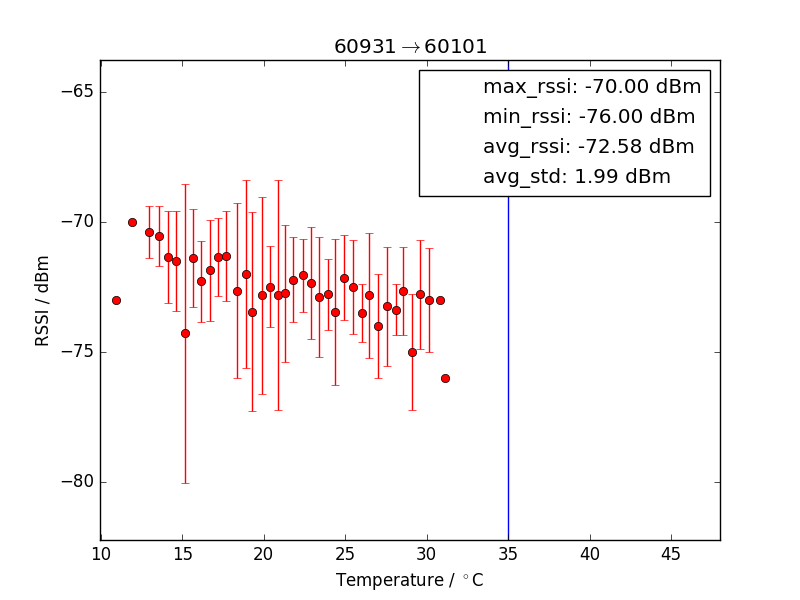 60931→60101
max_rssi: -70.00 dBm
min_rssi: -76.00 dBm
avg_rssi: -72.58 dBm
avg_std: 1.99 dBm
RSSI / dBm
−65
−70
−75
−80
10 15 20 25 30 35 40 45
Temperature / °C